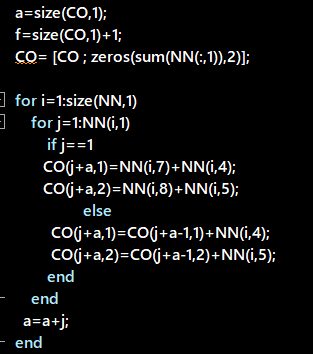 a=size(CO,1);
f=size(CO,1)+1;
CO= [CO ; zeros(sum(NN(:,1)),2)];
for i=1:size(NN,1)
for j=1:NN(i,1)
if j==1
CO(j+a,1)=NN(i,7)+NN(i,4);
CO(j+a,2)=NN(i,8)+NN(i,5);
else
CO(j+a,1)=CO(j+a-1,1)+NN(i,4);
CO(j+a,2)=CO(j+a-1,2)+NN(i,5);
end
end
a=a+j;
end